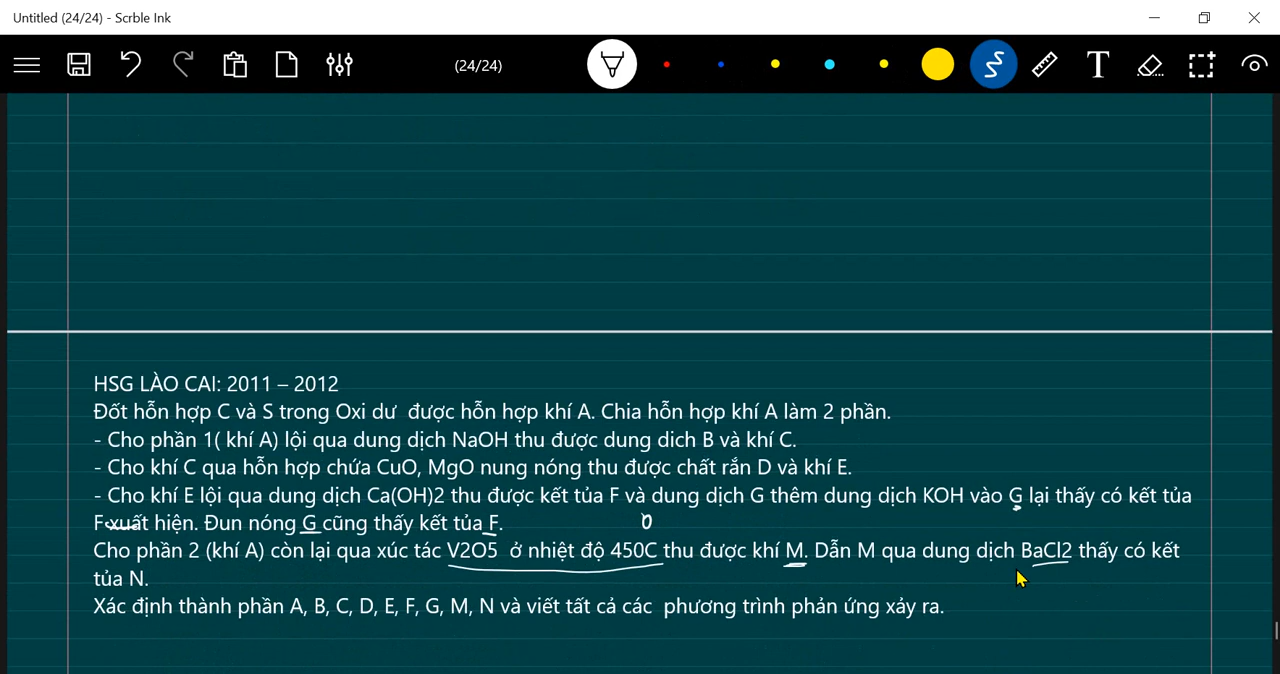 Untitled (24/24) - Scrble Ink
(24/24)
T
HSG LÀO CAI: 2011 – 2012
Đốt hỗn hợp C và S trong Oxi dư được hỗn hợp khí A. Chia hỗn hợp khí A làm 2 phần.
- Cho phần 1( khí A) lội qua dung dịch NaOH thu được dung dich B và khí C.
- Cho khí C qua hỗn hợp chứa CuO, MgO nung nóng thu được chất rắn D và khí E.
- Cho khí E lội qua dung dịch Ca(OH)2 thu được kết tủa F và dung dịch G thêm dung dịch KOH vào G lại thấy có kết tủa
F xuất hiện. Đun nóng G cũng thấy kết tủa F.
Cho phần 2 (khí A) còn lại qua xúc tác V2O5 ở nhiệt độ 450C thu được khí M. Dẫn M qua dung dịch BaCl2 thấy có kết
tủa N.
Xác định thành phần A, B, C, D, E, F, G, M, N và viết tất cả các phương trình phản ứng xảy ra.